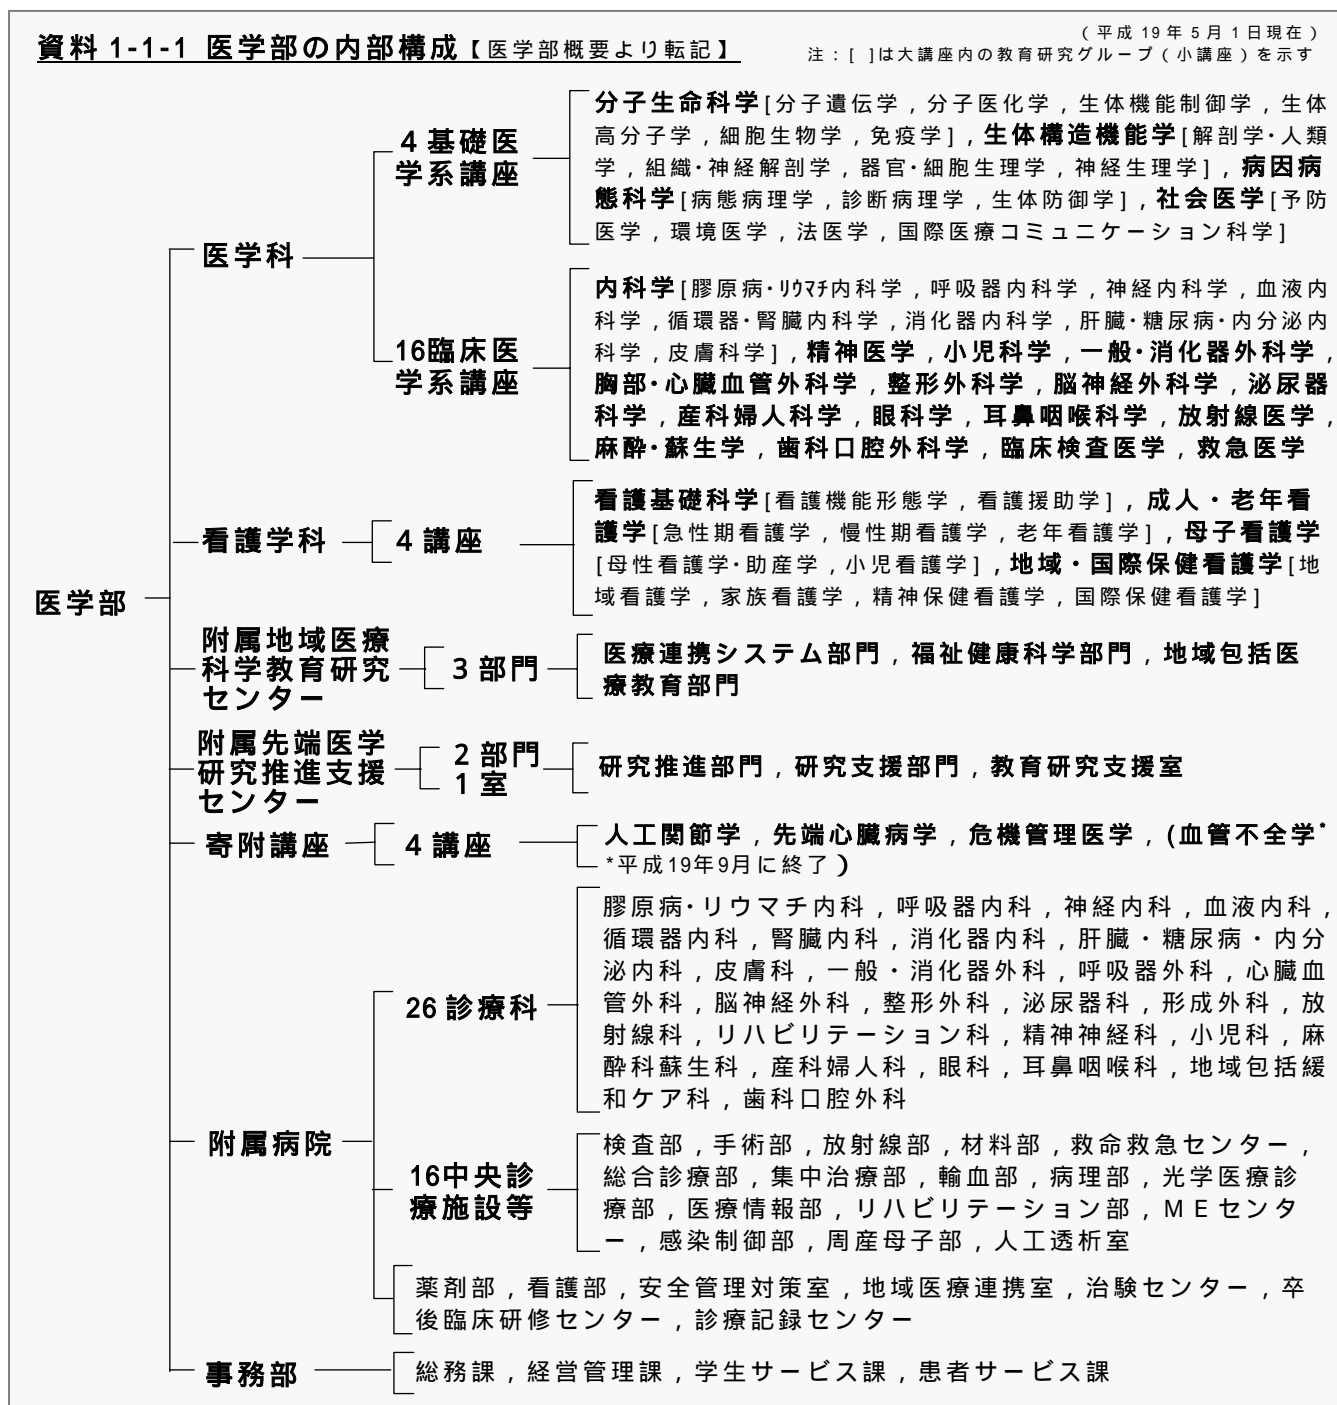 資料 1-1-1 医学部の内部構成【医学部概要より転記】
（平成 19 年 5 月 1 日現在）
注：[ ]は大講座内の教育研究グループ（小講座）を示す
医学部
医学科
4 基礎医
学系講座
分子生命科学[分子遺伝学，分子医化学，生体機能制御学，生体
高分子学，細胞生物学，免疫学]，生体構造機能学[解剖学・人類
学，組織・神経解剖学，器官・細胞生理学，神経生理学]，病因病
態科学[病態病理学，診断病理学，生体防御学]，社会医学[予防
医学，環境医学，法医学，国際医療コミュニケーション科学]
16臨床医
学系講座
内科学[膠原病・ﾘｳﾏﾁ内科学，呼吸器内科学，神経内科学，血液内
科学，循環器・腎臓内科学，消化器内科学，肝臓・糖尿病・内分泌内
科学，皮膚科学]，精神医学，小児科学，一般・消化器外科学，
胸部・心臓血管外科学，整形外科学，脳神経外科学，泌尿器
科学，産科婦人科学，眼科学，耳鼻咽喉科学，放射線医学，
麻酔・蘇生学，歯科口腔外科学，臨床検査医学，救急医学
看護学科
4 講座
看護基礎科学[看護機能形態学，看護援助学]，成人・老年看
護学[急性期看護学，慢性期看護学，老年看護学]，母子看護学
[母性看護学・助産学，小児看護学]，地域・国際保健看護学[地
域看護学，家族看護学，精神保健看護学，国際保健看護学]
附属地域医療
科学教育研究
センター
3 部門
医療連携システム部門，福祉健康科学部門，地域包括医
療教育部門
附属先端医学
研究推進支援
センター
2 部門
1 室
研究推進部門，研究支援部門，教育研究支援室
寄附講座
4 講座
人工関節学，先端心臓病学，危機管理医学，(血管不全学*
*平成19年9月に終了)
附属病院
26 診療科
膠原病・リウマチ内科，呼吸器内科，神経内科，血液内科，
循環器内科，腎臓内科，消化器内科，肝臓・糖尿病・内分
泌内科，皮膚科，一般・消化器外科，呼吸器外科，心臓血
管外科，脳神経外科，整形外科，泌尿器科，形成外科，放
射線科，リハビリテーション科，精神神経科，小児科，麻
酔科蘇生科，産科婦人科，眼科，耳鼻咽喉科，地域包括緩
和ケア科，歯科口腔外科
16中央診
療施設等
検査部，手術部，放射線部，材料部，救命救急センター，
総合診療部，集中治療部，輸血部，病理部，光学医療診
療部，医療情報部，リハビリテーション部，ＭＥセンタ
ー，感染制御部，周産母子部，人工透析室
薬剤部，看護部，安全管理対策室，地域医療連携室，治験センター，卒
後臨床研修センター，診療記録センター
事務部
総務課，経営管理課，学生サービス課，患者サービス課